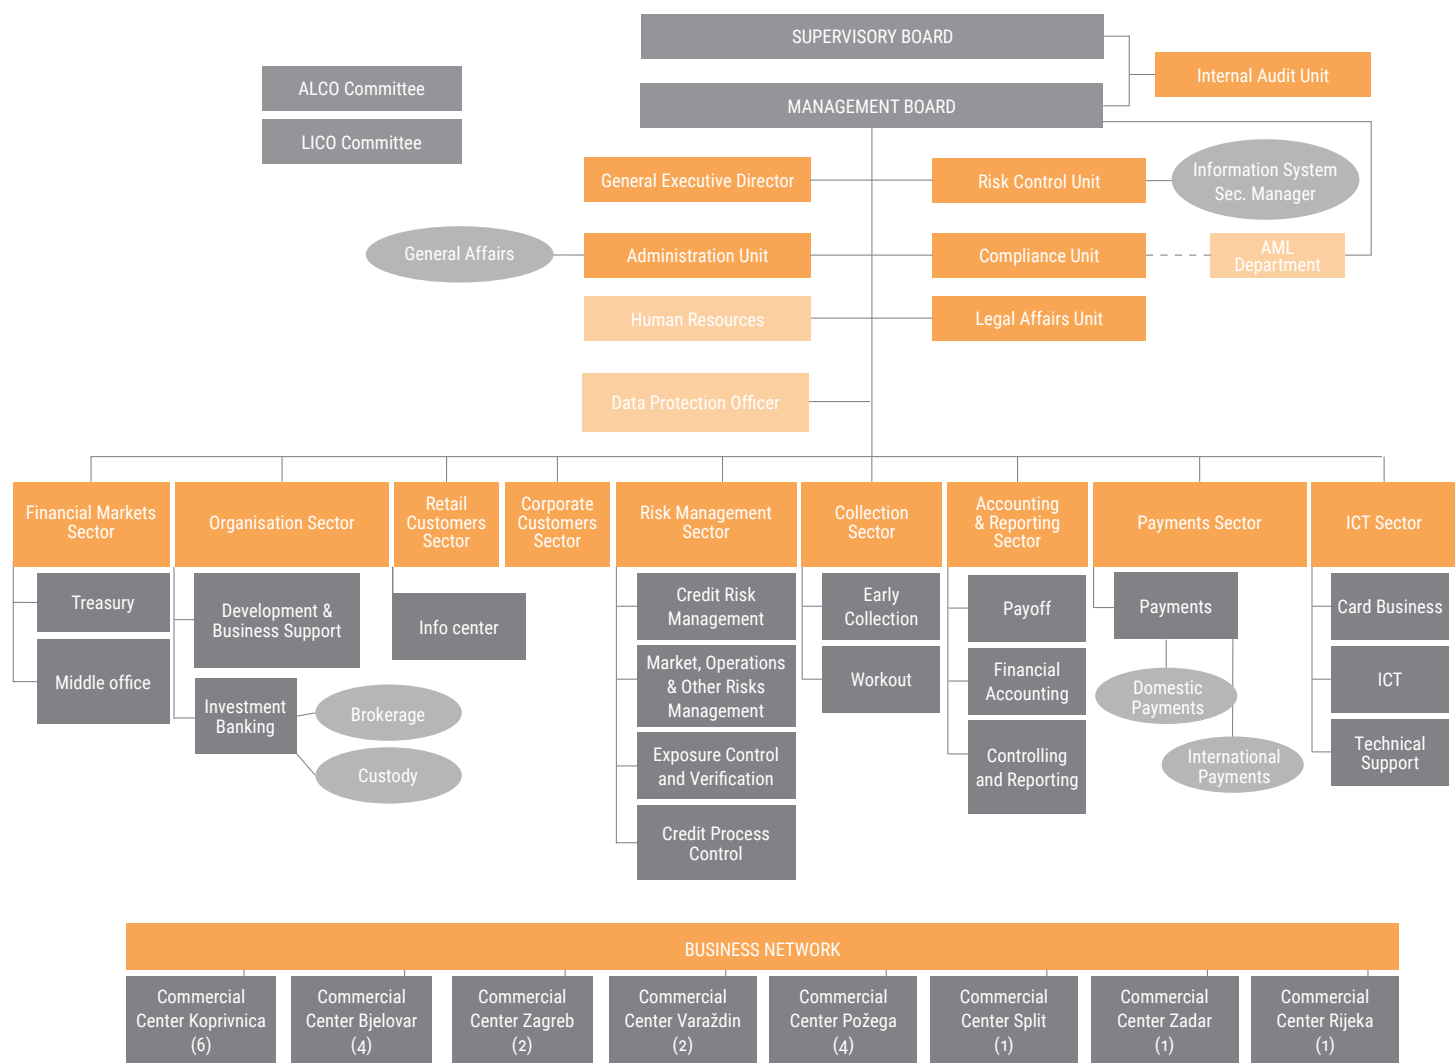 SUPERVISORY BOARD
Internal Audit Unit
ALCO Committee
MANAGEMENT BOARD
LICO Committee
General Executive Director
Risk Control Unit
Information System
Sec. Manager
General Affairs
Administration Unit
Compliance Unit
AML
Department
Human Resources
Legal Affairs Unit
Data Protection Officer
Financial Markets
Sector
Organisation Sector
Retail
Customers
Sector
Corporate
Customers
Sector
Risk Management
Sector
Collection
Sector
Accounting
& Reporting
Sector
Payments Sector
ICT Sector
Treasury
Middle office
Development &
Business Support
Investment
Banking
Brokerage
Custody
Info center
Credit Risk
Management
Market, Operations
& Other Risks
Management
Exposure Control
and Verification
Credit Process
Control
Early
Collection
Workout
Payoff
Financial
Accounting
Controlling
and Reporting
Payments
Domestic
Payments
International
Payments
Card Business
ICT
Technical
Support
BUSINESS NETWORK
Commercial
Center Koprivnica
(6)
Commercial
Center Bjelovar
(4)
Commercial
Center Zagreb
(2)
Commercial
Center Varaždin
(2)
Commercial
Center Požega
(4)
Commercial
Center Split
(1)
Commercial
Center Zadar
(1)
Commercial
Center Rijeka
(1)